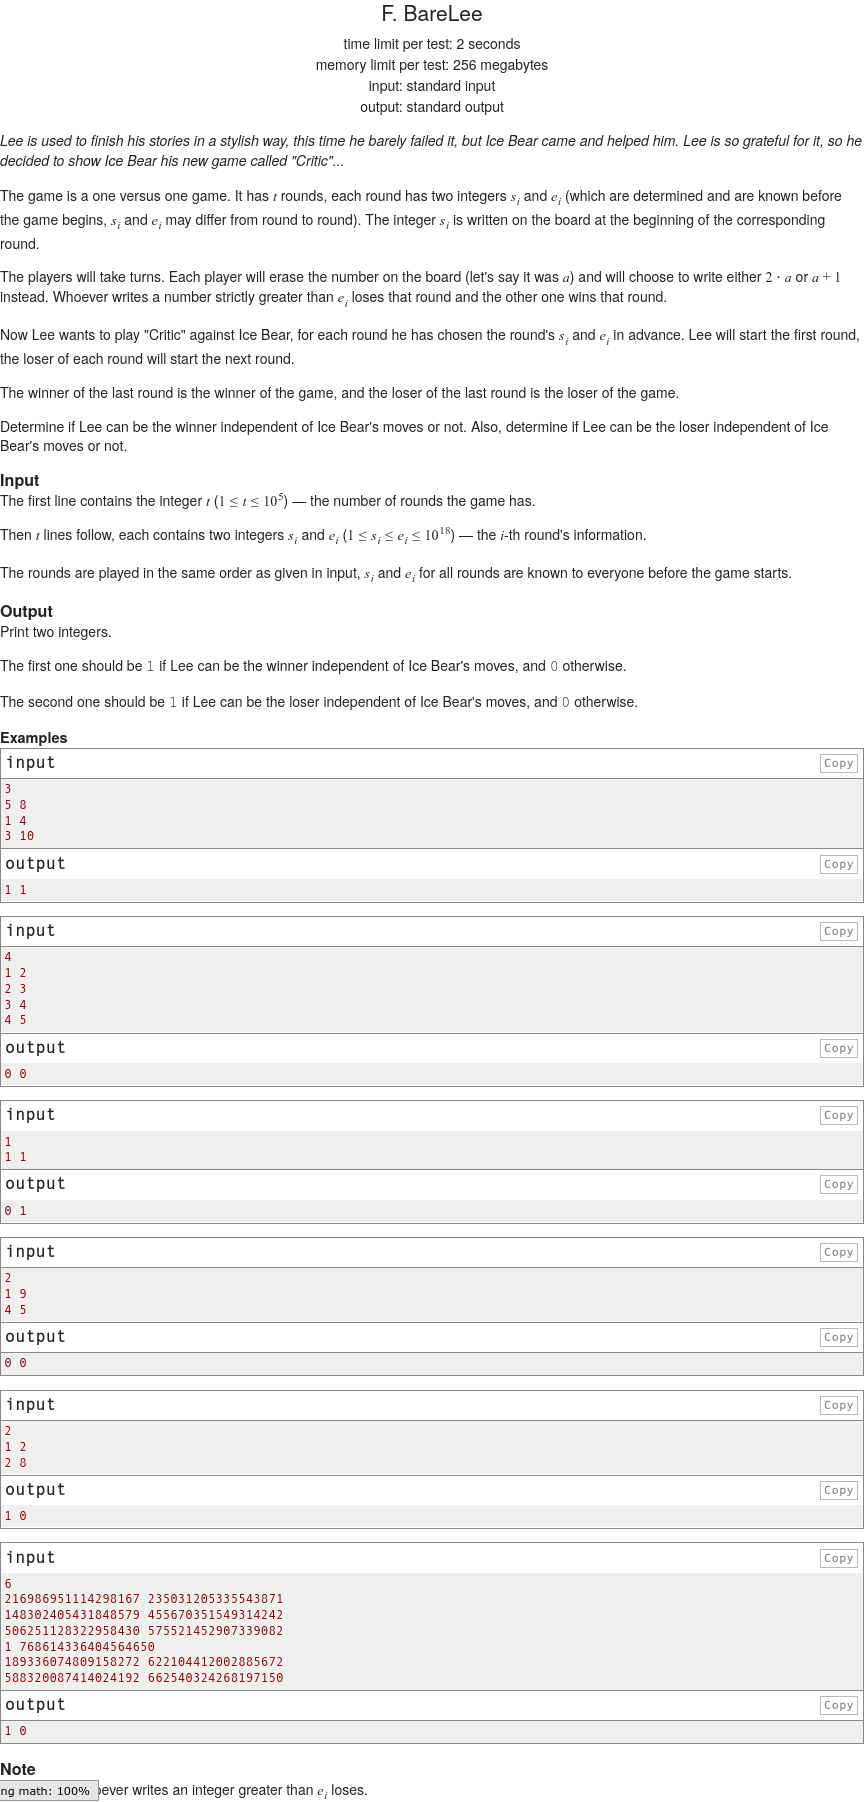 F. BareLee
time limit per test: 2 seconds
memory limit per test: 256 megabytes
input: standard input
output: standard output
Lee is used to finish his stories in a stylish way, this time he barely failed it, but Ice Bear came and helped him. Lee is so grateful for it, so he
decided to show Ice Bear his new game called "Critic"...
The game is a one versus one game. It has t rounds, each round has two integers s_i and e_i (which are determined and are known before
the game begins, s_i and e_i may differ from round to round). The integer s_i is written on the board at the beginning of the corresponding
round.
The players will take turns. Each player will erase the number on the board (let's say it was a) and will choose to write either 2 · a or a + 1
instead. Whoever writes a number strictly greater than e_i loses that round and the other one wins that round.
Now Lee wants to play "Critic" against Ice Bear, for each round he has chosen the round's s_i and e_i in advance. Lee will start the first round,
the loser of each round will start the next round.
The winner of the last round is the winner of the game, and the loser of the last round is the loser of the game.
Determine if Lee can be the winner independent of Ice Bear's moves or not. Also, determine if Lee can be the loser independent of Ice
Bear's moves or not.
Input
The first line contains the integer t (1 ≤ t ≤ 10^5) — the number of rounds the game has.
Then t lines follow, each contains two integers s_i and e_i (1 ≤ s_i ≤ e_i ≤ 10^18) — the i-th round's information.
The rounds are played in the same order as given in input, s_i and e_i for all rounds are known to everyone before the game starts.
Output
Print two integers.
The first one should be 1 if Lee can be the winner independent of Ice Bear's moves, and 0 otherwise.
The second one should be 1 if Lee can be the loser independent of Ice Bear's moves, and 0 otherwise.
Examples
input Copy
3
5 8
1 4
3 10
output Copy
1 1
input Copy
4
1 2
2 3
3 4
4 5
output Copy
0 0
input Copy
1
1 1
output Copy
0 1
input Copy
2
1 9
4 5
output Copy
0 0
input Copy
2
1 2
2 8
output Copy
1 0
input Copy
6
216986951114298167 235031205335543871
148302405431848579 455670351549314242
506251128322958430 575521452907339082
1 768614336404564650
189336074809158272 622104412002885672
588320087414024192 662540324268197150
output Copy
1 0
Note
ng math: 100% ever writes an integer greater than e_i loses.